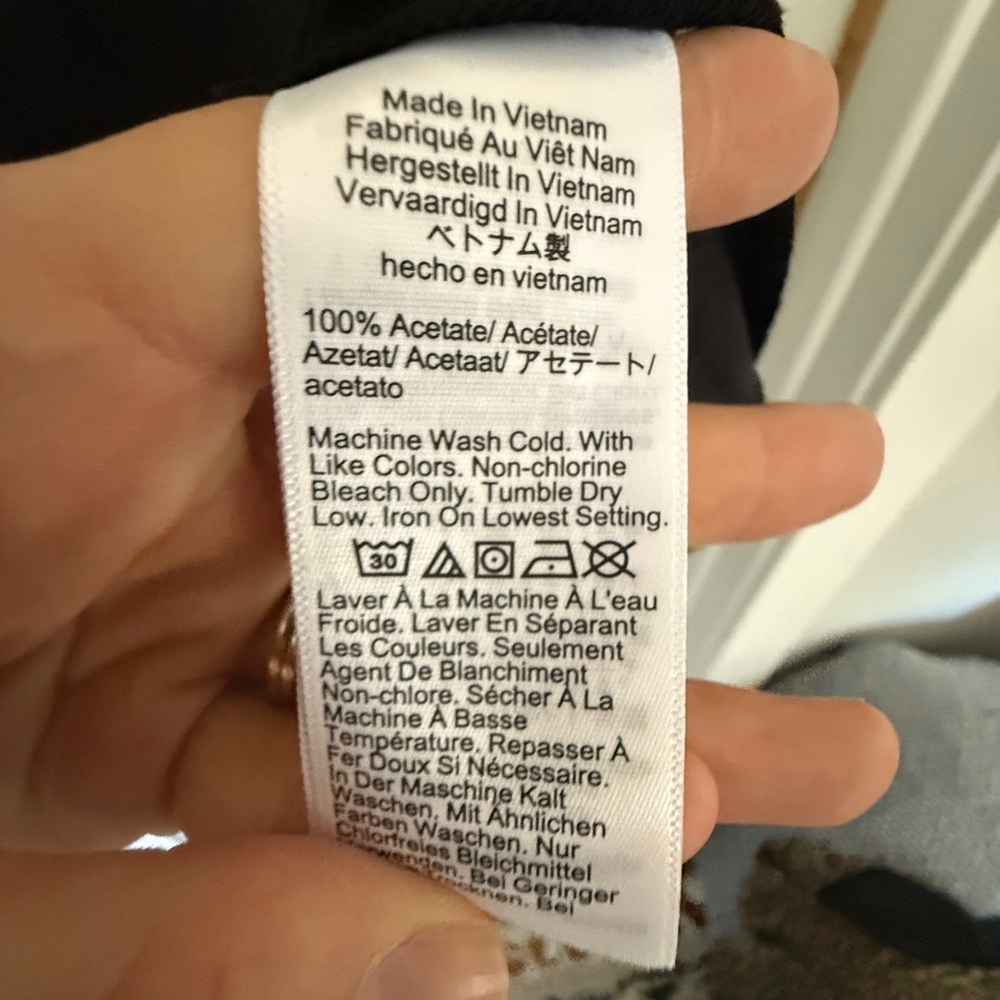 Made In Vietnam
Fabriqué Au Viêt Nam
Hergestellt In Vietnam
Vervaardigd In Vietnam
ベトナム製
hecho en vietnam
100% Acetate/ Acétate/
Azetat/ Acetaat/ アセテート/
acetato
Machine Wash Cold. With
Like Colors. Non-chlorine
Bleach Only. Tumble Dry
Low. Iron On Lowest Setting.
30
Laver À La Machine À L'eau
Froide. Laver En Séparant
Les Couleurs. Seulement
Agent De Blanchiment
Non-chlore. Sécher À La
Machine À Basse
Température. Repasser À
Fer Doux Si Nécessaire.
In Der Maschine Kalt
Waschen, Mit Ähnlichen
Farben Waschen. Nur
Chlorfreies Bleichmittel
Bei Geringer
Bei